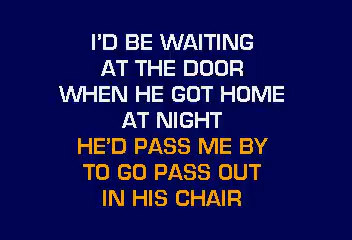 I'D BE WAITING
AT THE DOOR
WHEN HE GOT HOME
AT NIGHT
HE'D PASS ME BY
TO GO PASS OUT
IN HIS CHAIR